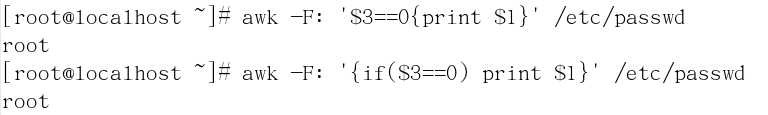 [root@localhost ~]# awk -F: '$3==0{print $1}' /etc/passwd
root
[root@localhost ~]# awk -F: '{if($3==0) print $1}' /etc/passwd
root